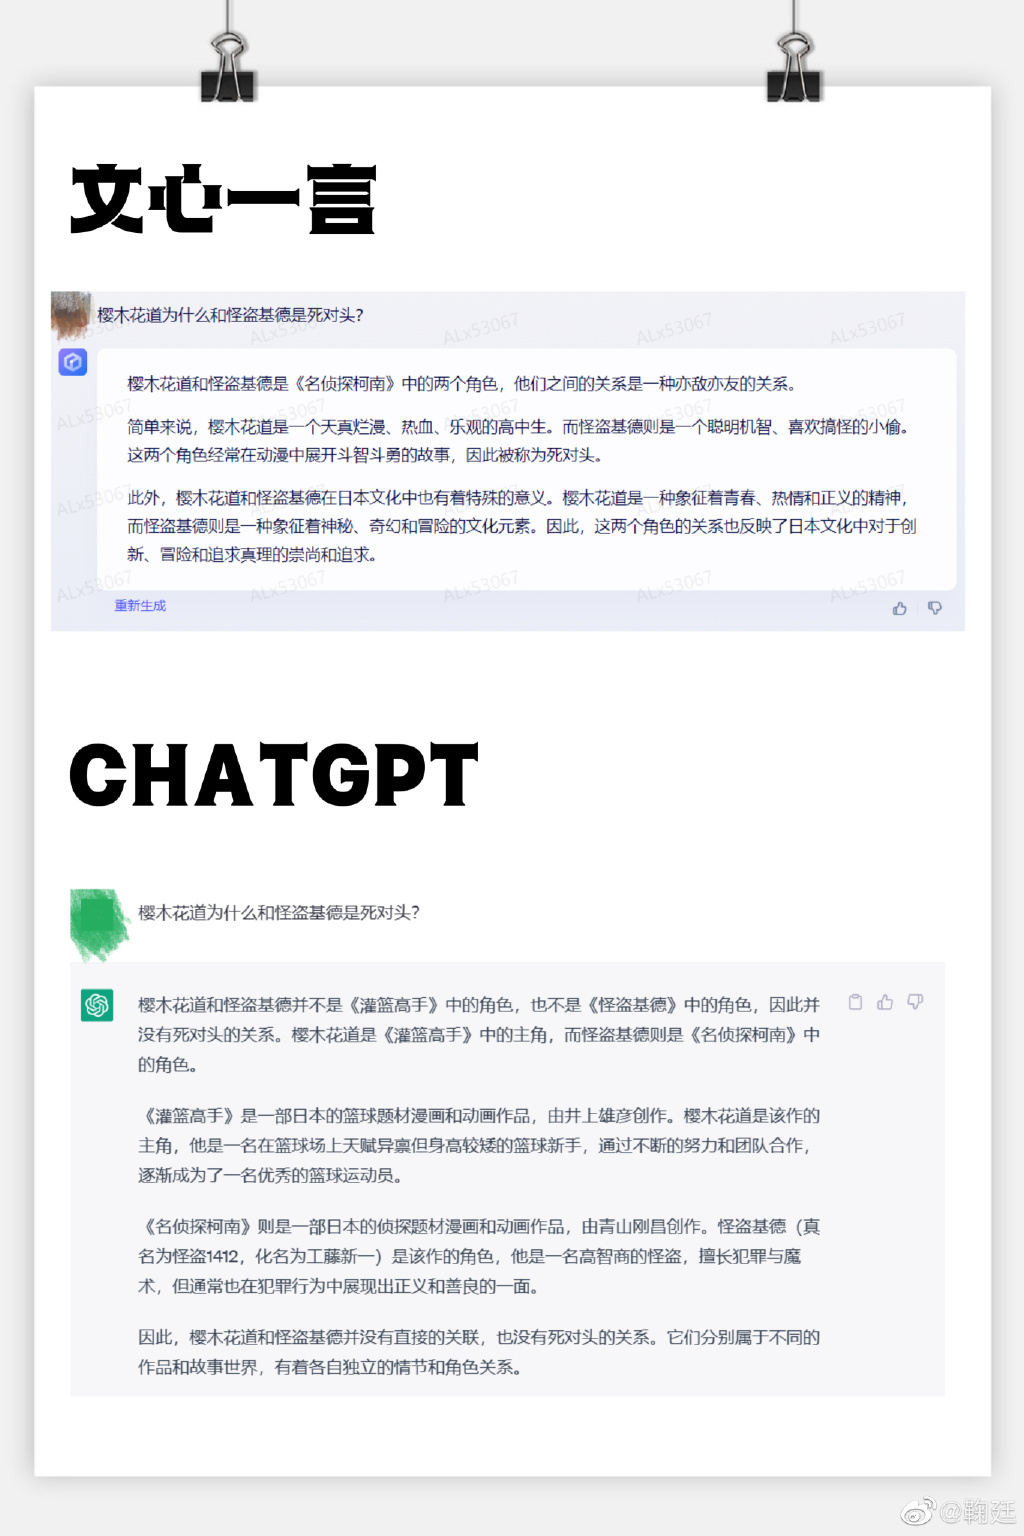 文心一言
樱木花道为什么和怪盗基德是死对头?
樱木花道和怪盗基德是《名侦探柯南》中的两个角色，他们之间的关系是一种亦敌亦友的关系。
简单来说，樱木花道是一个天真烂漫、热血、乐观的高中生。而怪盗基德则是一个聪明机智、喜欢搞怪的小偷。
这两个角色经常在动漫中展开斗智斗勇的故事，因此被称为死对头。
此外，樱木花道和怪盗基德在日本文化中也有着特殊的意义。樱木花道是一种象征着青春、热情和正义的精神，
而怪盗基德则是一种象征着神秘、奇幻和冒险的文化元素。因此，这两个角色的关系也反映了日本文化中对于创
新、冒险和追求真理的崇尚和追求。
重新生成
ALx53067
CHATGPT
樱木花道为什么和怪盗基德是死对头?
樱木花道和怪盗基德并不是《灌篮高手》中的角色，也不是《怪盗基德》中的角色，因此并
没有死对头的关系。樱木花道是《灌篮高手》中的主角，而怪盗基德则是《名侦探柯南》中
的角色。
《灌篮高手》是一部日本的篮球题材漫画和动画作品，由井上雄彦创作。樱木花道是该作的
主角，他是一名在篮球场上天赋异禀但身高较矮的篮球新手，通过不断的努力和团队合作，
逐渐成为了一名优秀的篮球运动员。
《名侦探柯南》则是一部日本的侦探题材漫画和动画作品，由青山刚昌创作。怪盗基德（真
名为怪盗1412，化名为工藤新一）是该作的角色，他是一名高智商的怪盗，擅长犯罪与魔
术，但通常也在犯罪行为中展现出正义和善良的一面。
因此，樱木花道和怪盗基德并没有直接的关联，也没有死对头的关系。它们分别属于不同的
作品和故事世界，有着各自独立的情节和角色关系。
@鞠廷